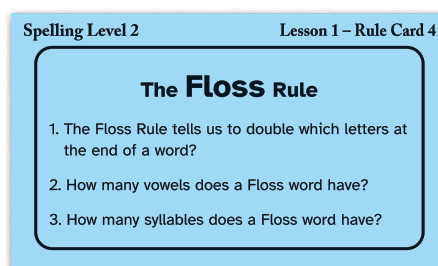 Spelling Level 2
Lesson 1 – Rule Card 4
The Floss Rule
1. The Floss Rule tells us to double which letters at
the end of a word?
2. How many vowels does a Floss word have?
3. How many syllables does a Floss word have?